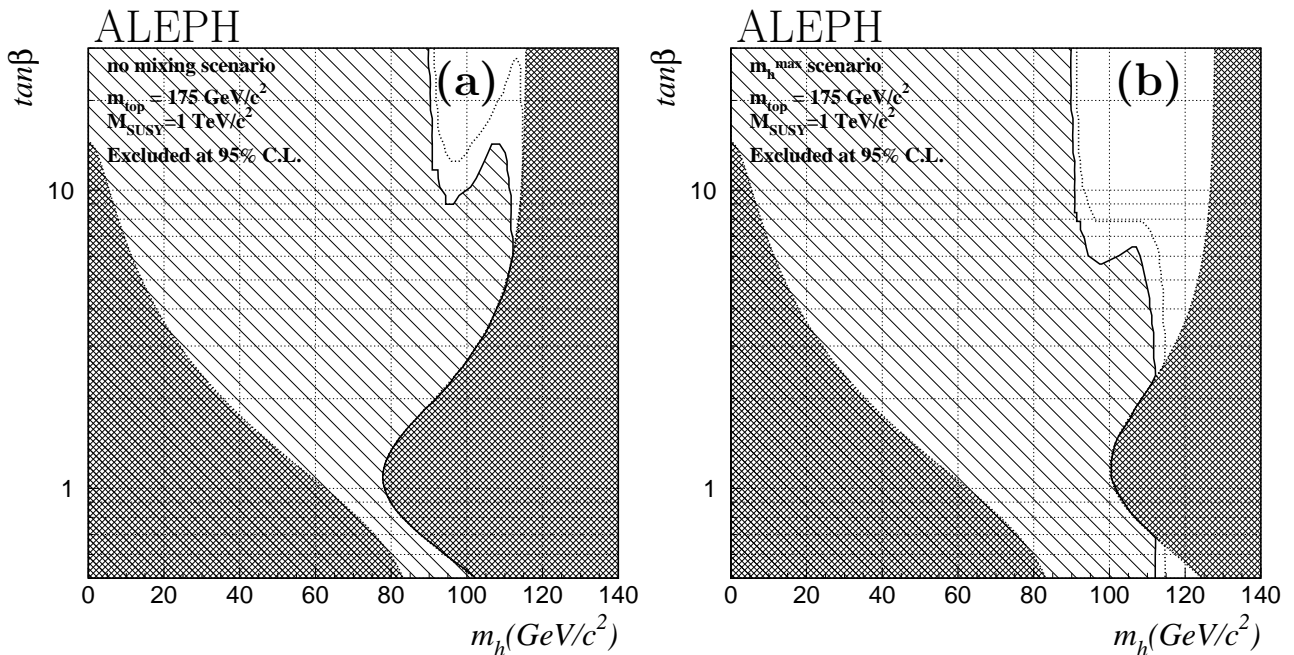 ALEPH
tanβ
no mixing scenario
m_top = 175 GeV/c²
M_SUSY=1 TeV/c²
Excluded at 95% C.L.
(a)
10
1
0 20 40 60 80 100 120 140
m_h(GeV/c²)
ALEPH
tanβ
m_h^max scenario
m_top = 175 GeV/c²
M_SUSY=1 TeV/c²
Excluded at 95% C.L.
(b)
10
1
0 20 40 60 80 100 120 140
m_h(GeV/c²)